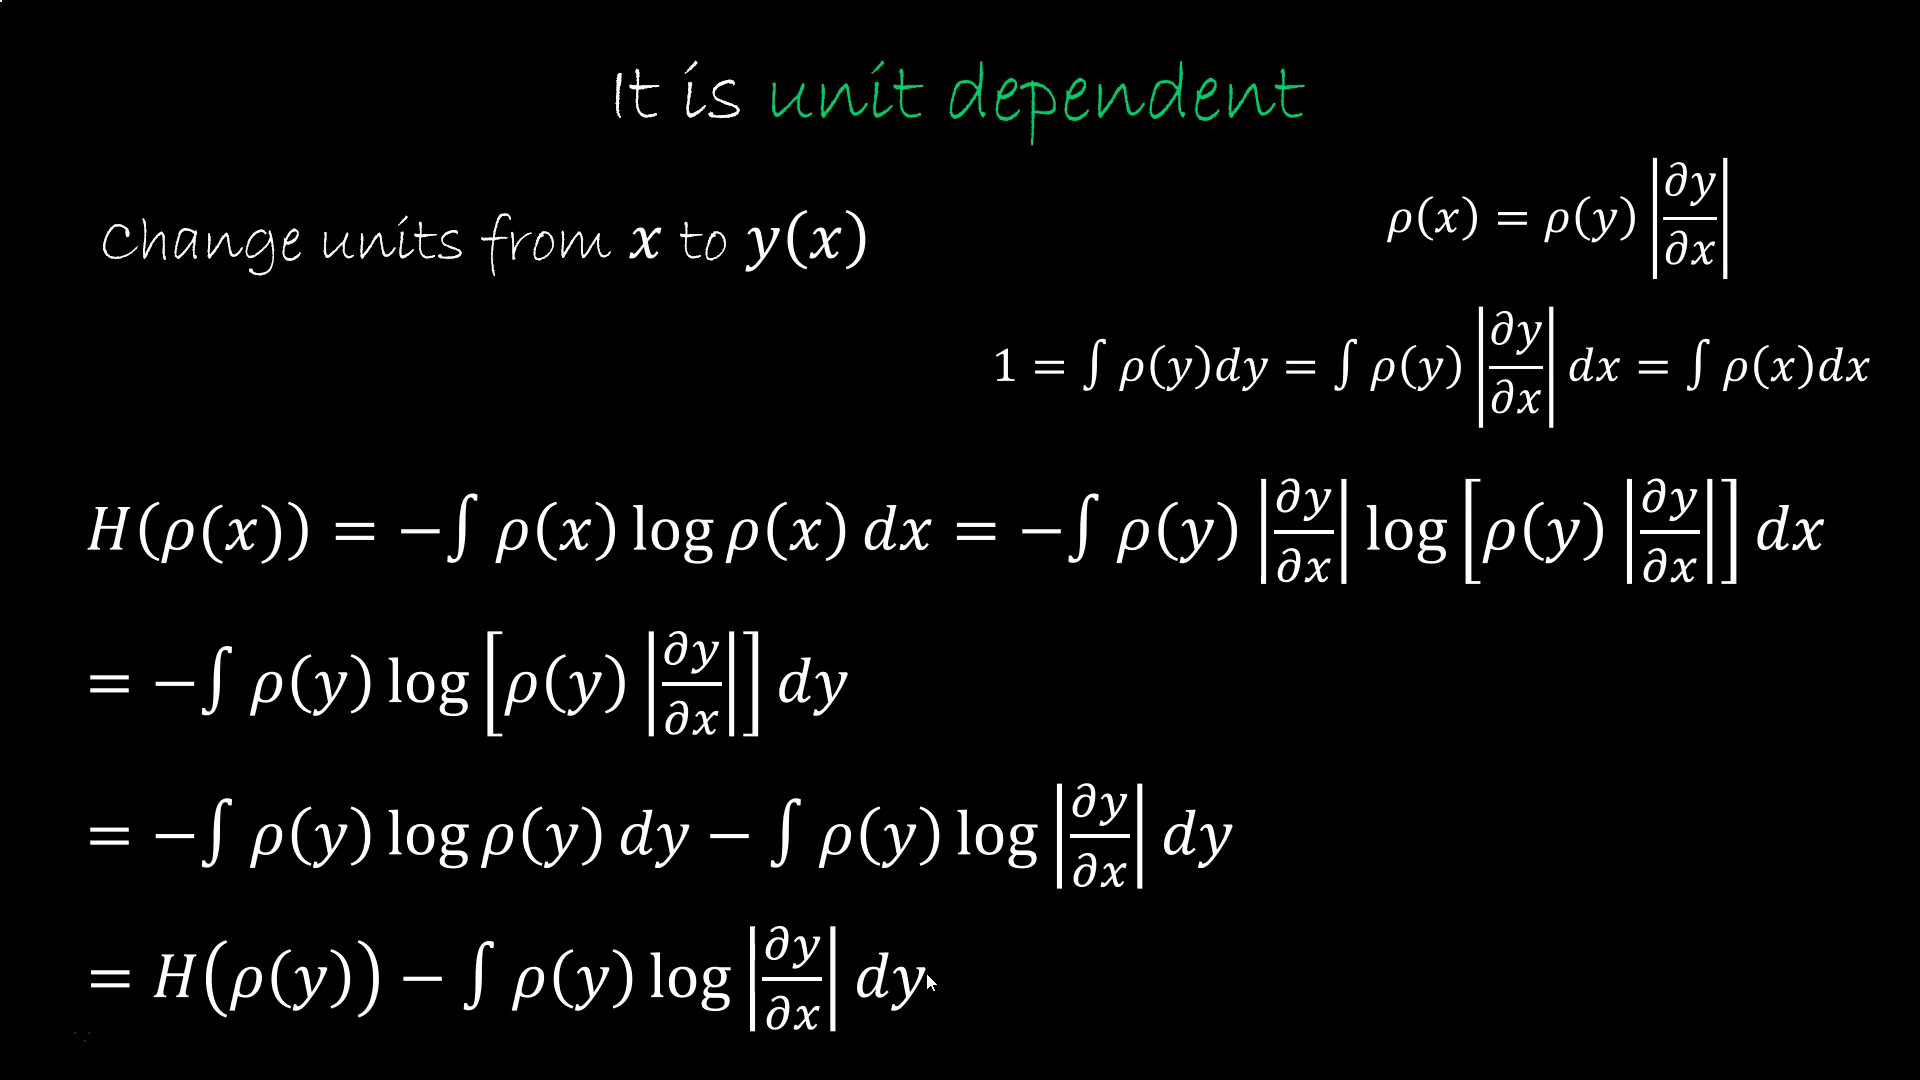 It is unit dependent
Change units from x to y(x)
ρ(x) = ρ(y) |∂y/∂x|
1 = ∫ ρ(y)dy = ∫ ρ(y) |∂y/∂x| dx = ∫ ρ(x)dx
H(ρ(x)) = −∫ ρ(x) log ρ(x) dx = −∫ ρ(y) |∂y/∂x| log [ρ(y) |∂y/∂x|] dx
= −∫ ρ(y) log [ρ(y) |∂y/∂x|] dy
= −∫ ρ(y) log ρ(y) dy − ∫ ρ(y) log |∂y/∂x| dy
= H(ρ(y)) − ∫ ρ(y) log |∂y/∂x| dy